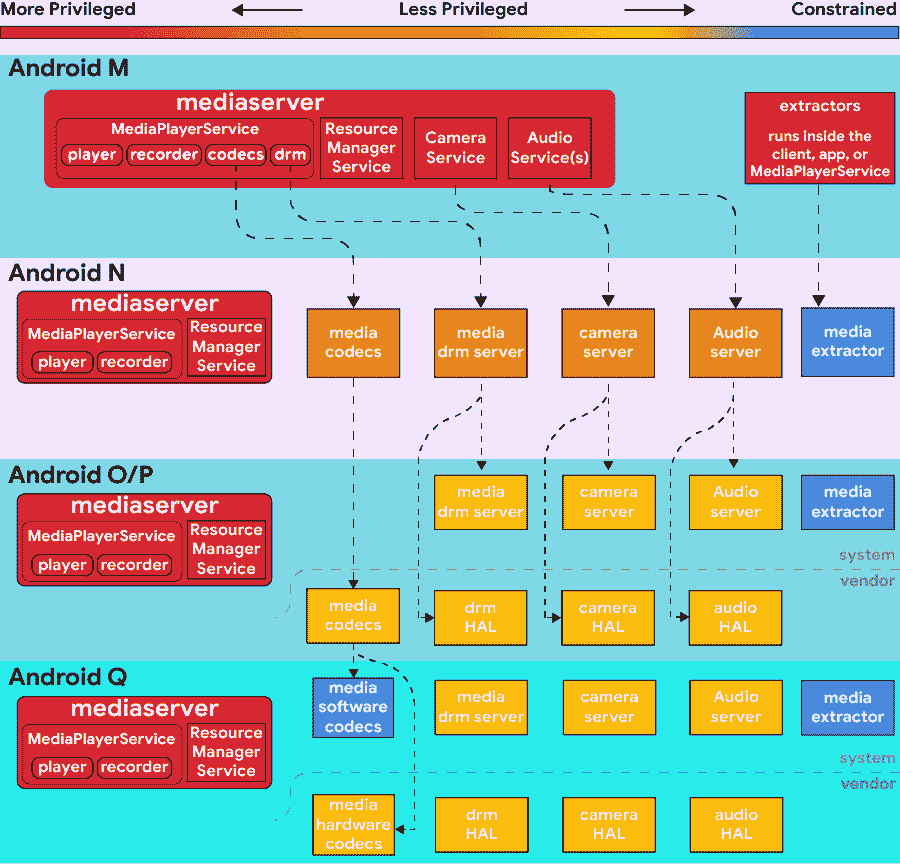 More Privileged
Less Privileged
Constrained
Android M
mediaserver
MediaPlayerService
player
recorder
codecs
drm
Resource
Manager
Service
Camera
Service
Audio
Service(s)
extractors
runs inside the
client, app, or
MediaPlayerService
Android N
mediaserver
MediaPlayerService
player
recorder
Resource
Manager
Service
media
codecs
media
drm server
camera
server
Audio
server
media
extractor
Android O/P
mediaserver
MediaPlayerService
player
recorder
Resource
Manager
Service
media
drm server
camera
server
Audio
server
media
extractor
system
vendor
media
codecs
drm
HAL
camera
HAL
audio
HAL
Android Q
mediaserver
MediaPlayerService
player
recorder
Resource
Manager
Service
media
software
codecs
media
drm server
camera
server
Audio
server
media
extractor
system
vendor
media
hardware
codecs
drm
HAL
camera
HAL
audio
HAL